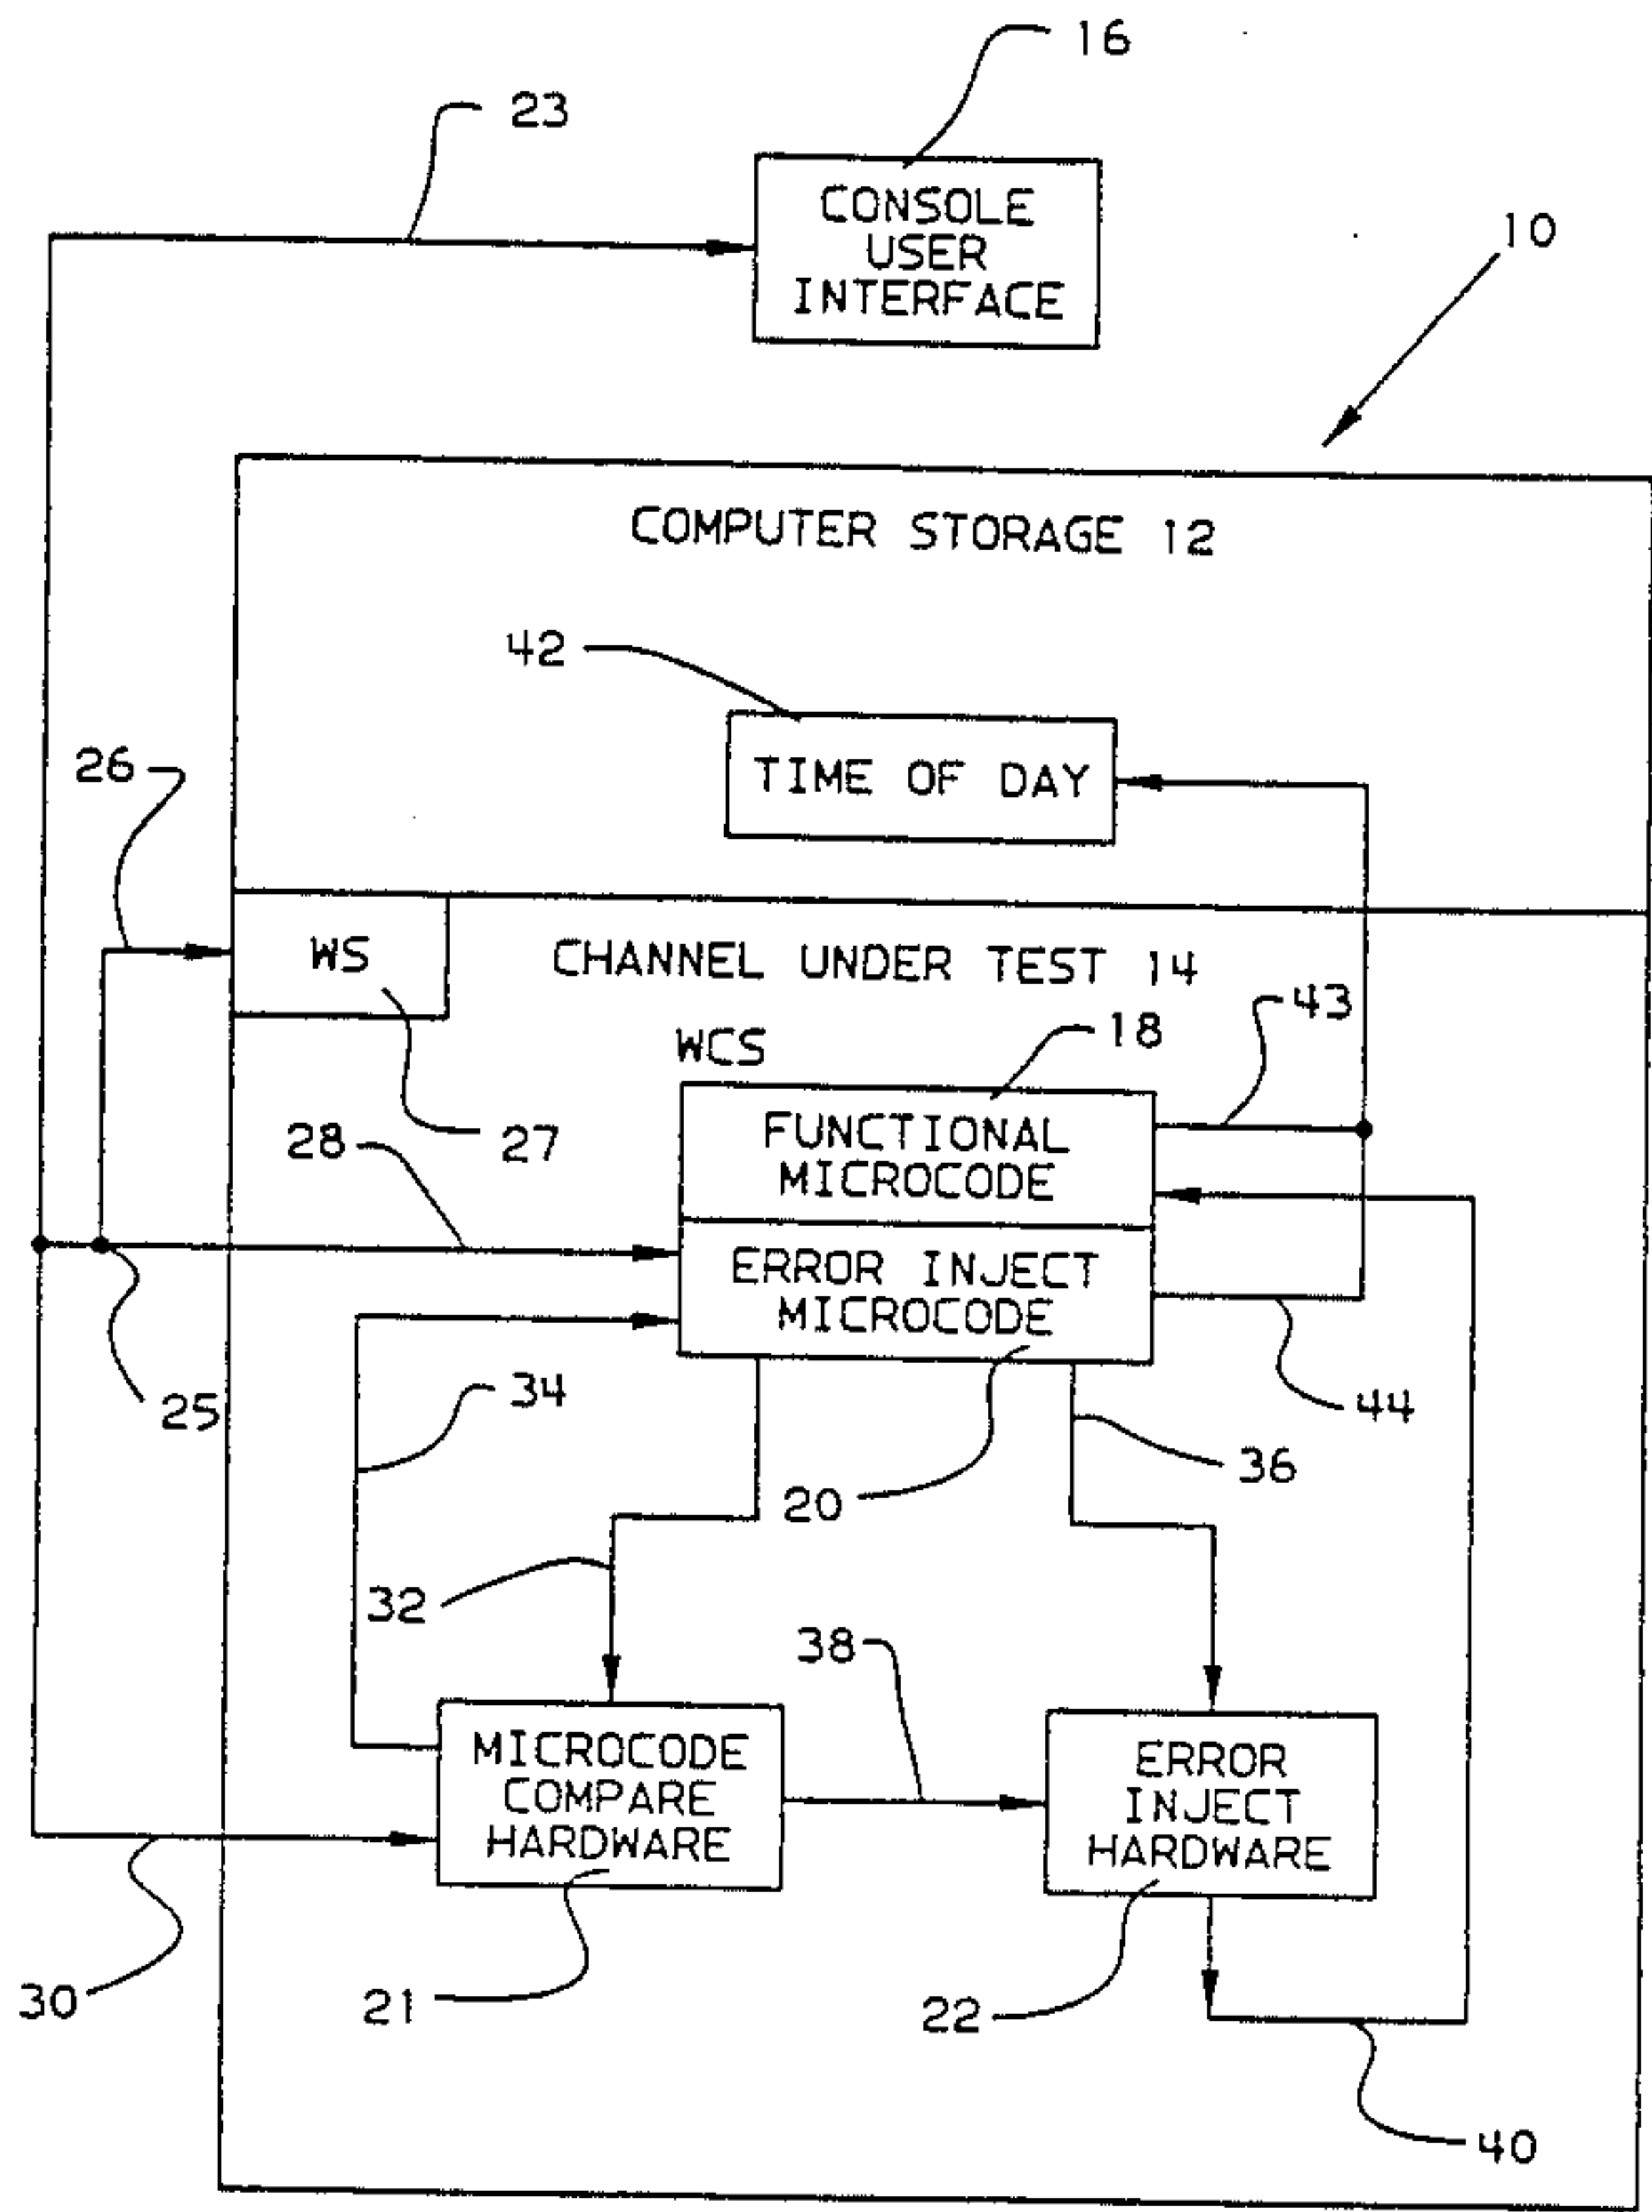 16
23
CONSOLE
USER
INTERFACE
10
COMPUTER STORAGE 12
42
TIME OF DAY
26
WS
CHANNEL UNDER TEST 14
43
WCS
18
27
28
FUNCTIONAL
MICROCODE
ERROR INJECT
MICROCODE
34
25
44
36
20
32
38
MICROCODE
COMPARE
HARDWARE
ERROR
INJECT
HARDWARE
30
21
22
40